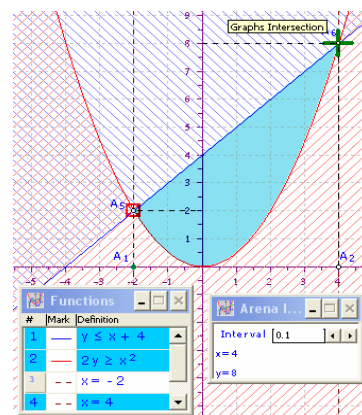 9
Graphs Intersection
8
7
6
5
4
3
A5
2
1
A1
A2
-5 -4 -3 -2 -1 0 1 2 3 4
Functions
# Mark Definition
1 y ≤ x + 4
2 2y ≥ x²
3 x = -2
4 x = 4
Arena I...
Interval 0.1
x=4
y=8